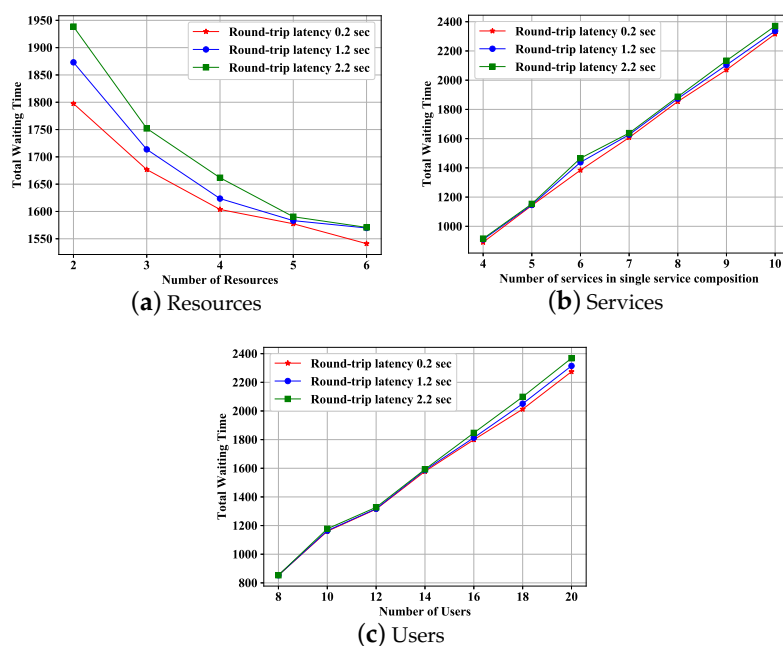 1950
1900
1850
1800
1750
1700
1650
1600
1550
Total Waiting Time
Round-trip latency 0.2 sec
Round-trip latency 1.2 sec
Round-trip latency 2.2 sec
2 3 4 5 6
Number of Resources
(a) Resources
2400
2200
2000
1800
1600
1400
1200
1000
Total Waiting Time
Round-trip latency 0.2 sec
Round-trip latency 1.2 sec
Round-trip latency 2.2 sec
4 5 6 7 8 9 10
Number of services in single service composition
(b) Services
2400
2200
2000
1800
1600
1400
1200
1000
800
Total Waiting Time
Round-trip latency 0.2 sec
Round-trip latency 1.2 sec
Round-trip latency 2.2 sec
8 10 12 14 16 18 20
Number of Users
(c) Users